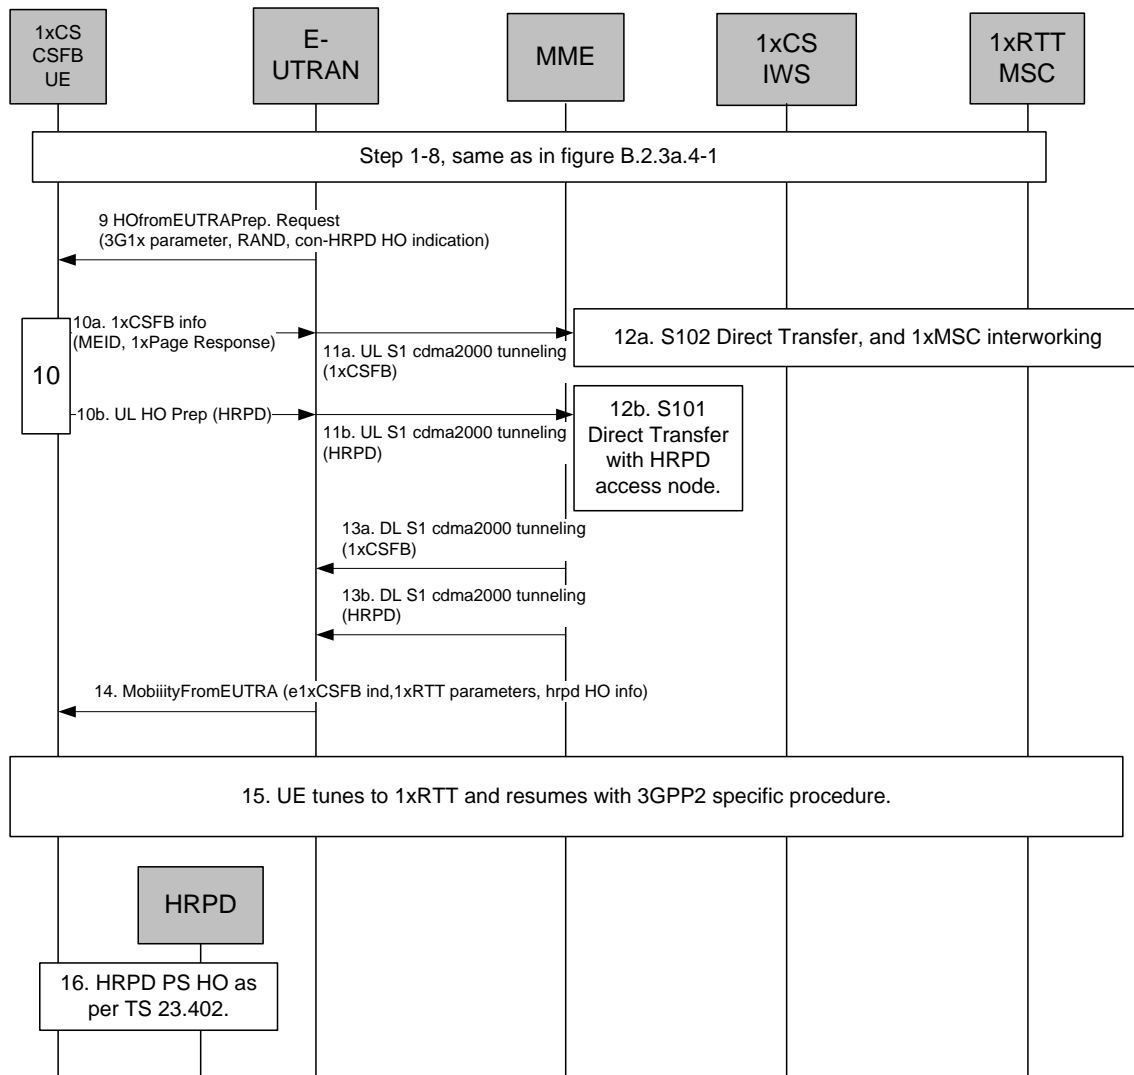 1xCS
CSFB
UE
E-
UTRAN
MME
1xCS
IWS
1xRTT
MSC
Step 1-8, same as in figure B.2.3a.4-1
9 HOfromEUTRAPrep. Request
(3G1x parameter, RAND, con-HRPD HO indication)
10
10a. 1xCSFB info
(MEID, 1xPage Response)
11a. UL S1 cdma2000 tunneling
(1xCSFB)
12a. S102 Direct Transfer, and 1xMSC interworking
10b. UL HO Prep (HRPD)
11b. UL S1 cdma2000 tunneling
(HRPD)
12b. S101
Direct Transfer
with HRPD
access node.
13a. DL S1 cdma2000 tunneling
(1xCSFB)
13b. DL S1 cdma2000 tunneling
(HRPD)
14. MobiiityFromEUTRA (e1xCSFB ind,1xRTT parameters, hrpd HO info)
15. UE tunes to 1xRTT and resumes with 3GPP2 specific procedure.
HRPD
16. HRPD PS HO as
per TS 23.402.